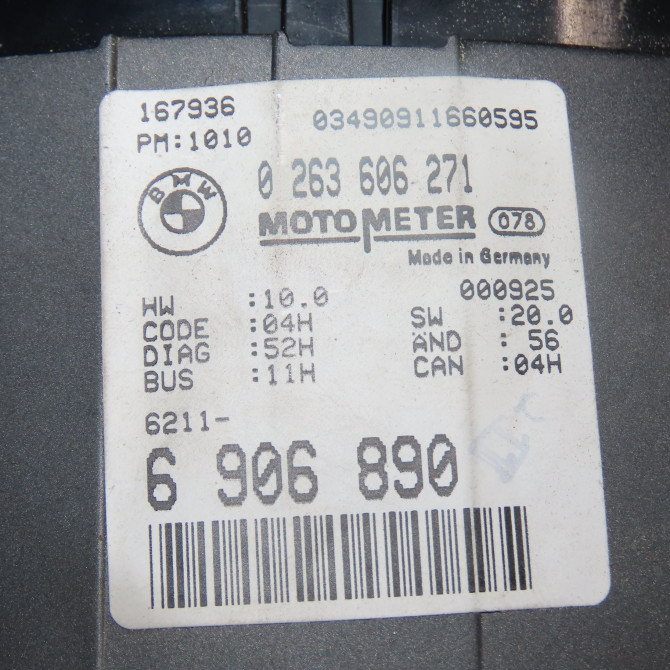 167936 03490911660595
PM:1010
BMW
0 263 606 271
MOTOMETER 078
Made in Germany
000925
HW :10.0 SW :20.0
CODE :04H ÄND : 56
DIAG :52H CAN :04H
BUS :11H
6211-
6 906 890